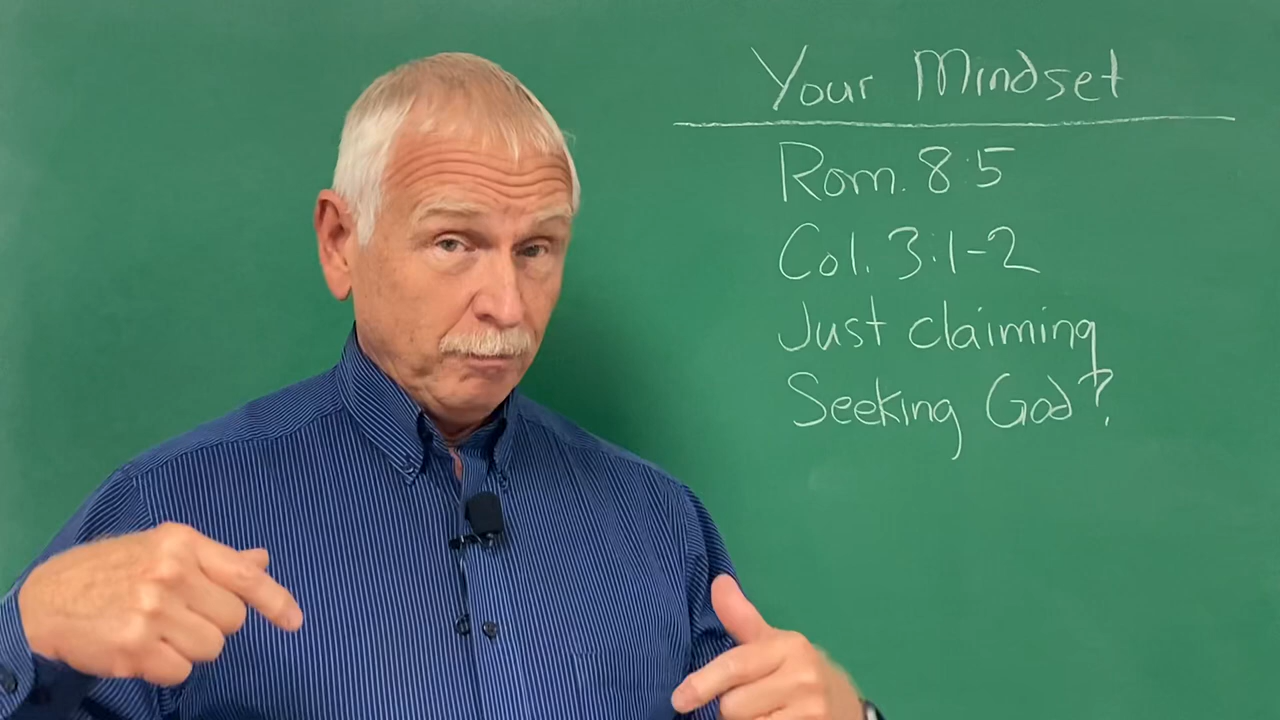 Your Mindset
Rom. 8:5
Col. 3:1-2
Just claiming
Seeking God?